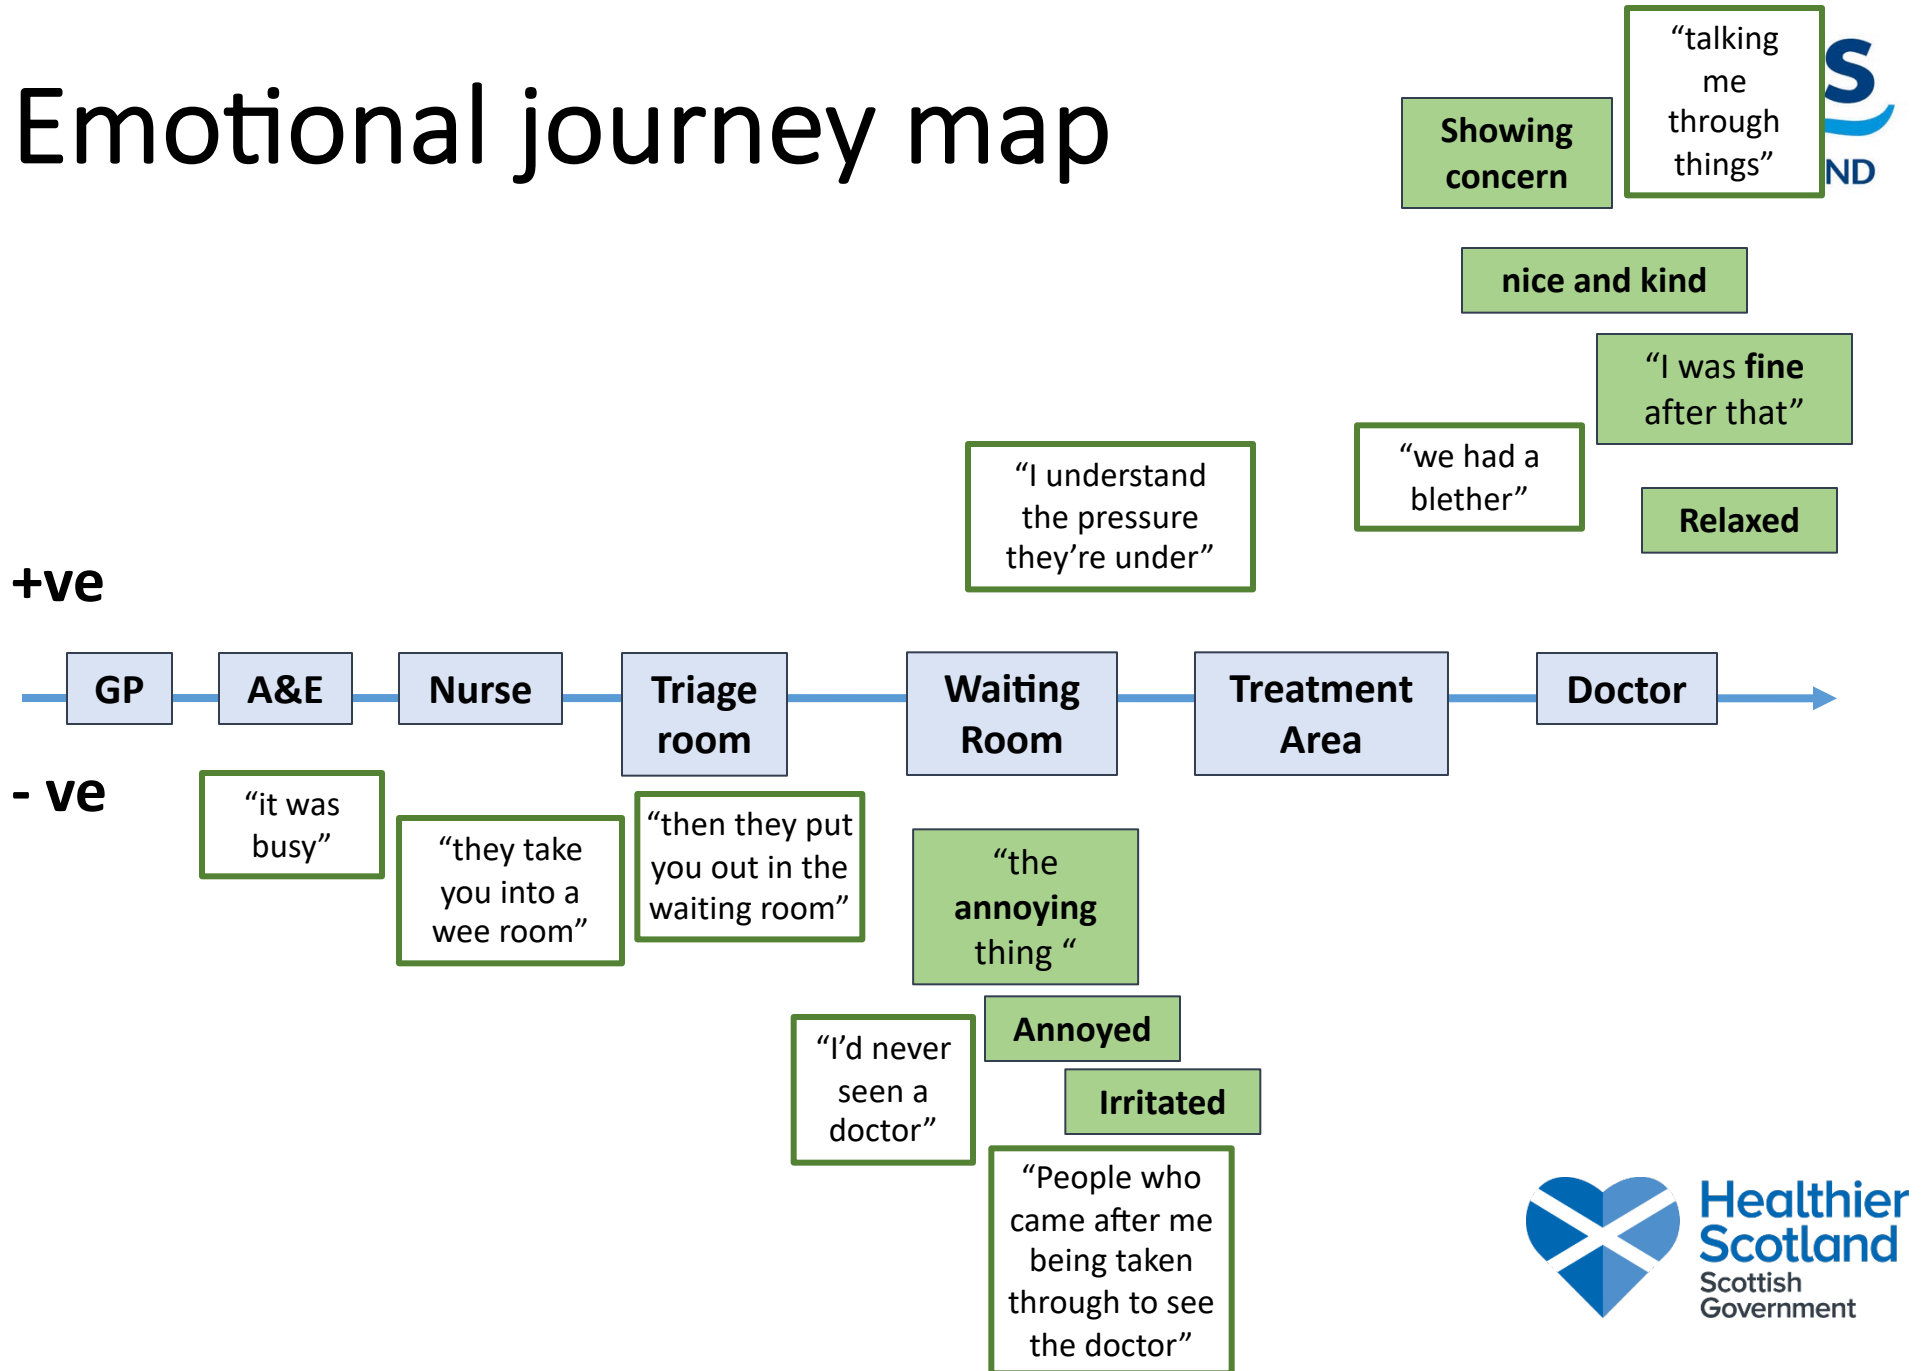 Emotional journey map
S
ND
“talking
me
through
things”
Showing
concern
nice and kind
“I was fine
after that”
“we had a
blether”
“I understand
the pressure
they’re under”
Relaxed
+ve
GP
A&E
Nurse
Triage
room
Waiting
Room
Treatment
Area
Doctor
- ve
“it was
busy”
“they take
you into a
wee room”
“then they put
you out in the
waiting room”
“the
annoying
thing “
Annoyed
“I’d never
seen a
doctor”
Irritated
“People who
came after me
being taken
through to see
the doctor”
Healthier
Scotland
Scottish
Government